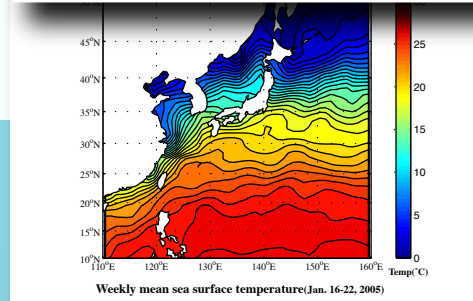 45°N
40°N
35°N
30°N
25°N
20°N
15°N
10°N
110°E 120°E 130°E 140°E 150°E 160°E
25
20
15
10
5
0
Temp(°C)
Weekly mean sea surface temperature(Jan. 16-22, 2005)